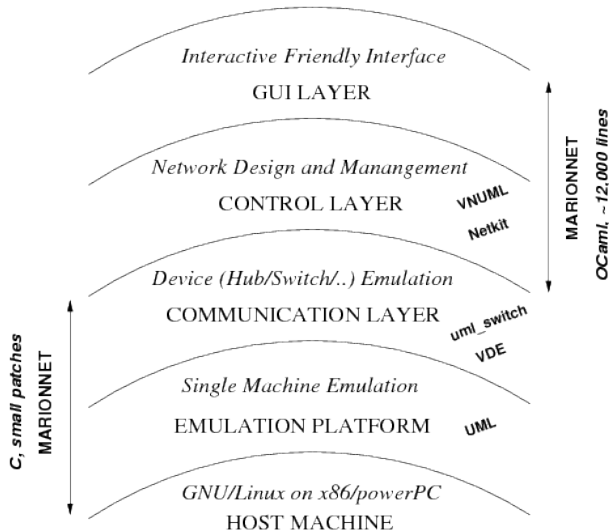 Interactive Friendly Interface
GUI LAYER
Network Design and Manangement
CONTROL LAYER
VNUML
Netkit
Device (Hub/Switch/..) Emulation
COMMUNICATION LAYER
uml_switch
VDE
Single Machine Emulation
EMULATION PLATFORM
UML
GNU/Linux on x86/powerPC
HOST MACHINE
C, small patches
MARIONNET
MARIONNET
OCaml, ~12,000 lines